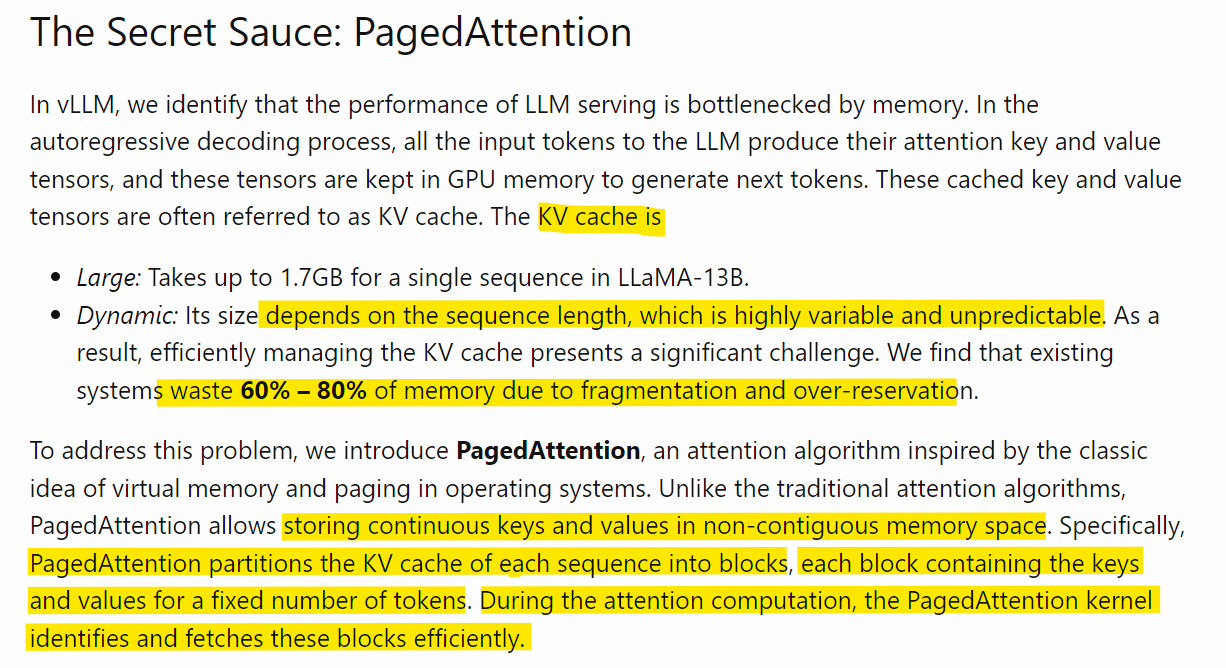 The Secret Sauce: PagedAttention
In vLLM, we identify that the performance of LLM serving is bottlenecked by memory. In the
autoregressive decoding process, all the input tokens to the LLM produce their attention key and value
tensors, and these tensors are kept in GPU memory to generate next tokens. These cached key and value
tensors are often referred to as KV cache. The KV cache is
• Large: Takes up to 1.7GB for a single sequence in LLaMA-13B.
• Dynamic: Its size depends on the sequence length, which is highly variable and unpredictable. As a
result, efficiently managing the KV cache presents a significant challenge. We find that existing
systems waste 60% – 80% of memory due to fragmentation and over-reservation.
To address this problem, we introduce PagedAttention, an attention algorithm inspired by the classic
idea of virtual memory and paging in operating systems. Unlike the traditional attention algorithms,
PagedAttention allows storing continuous keys and values in non-contiguous memory space. Specifically,
PagedAttention partitions the KV cache of each sequence into blocks, each block containing the keys
and values for a fixed number of tokens. During the attention computation, the PagedAttention kernel
identifies and fetches these blocks efficiently.